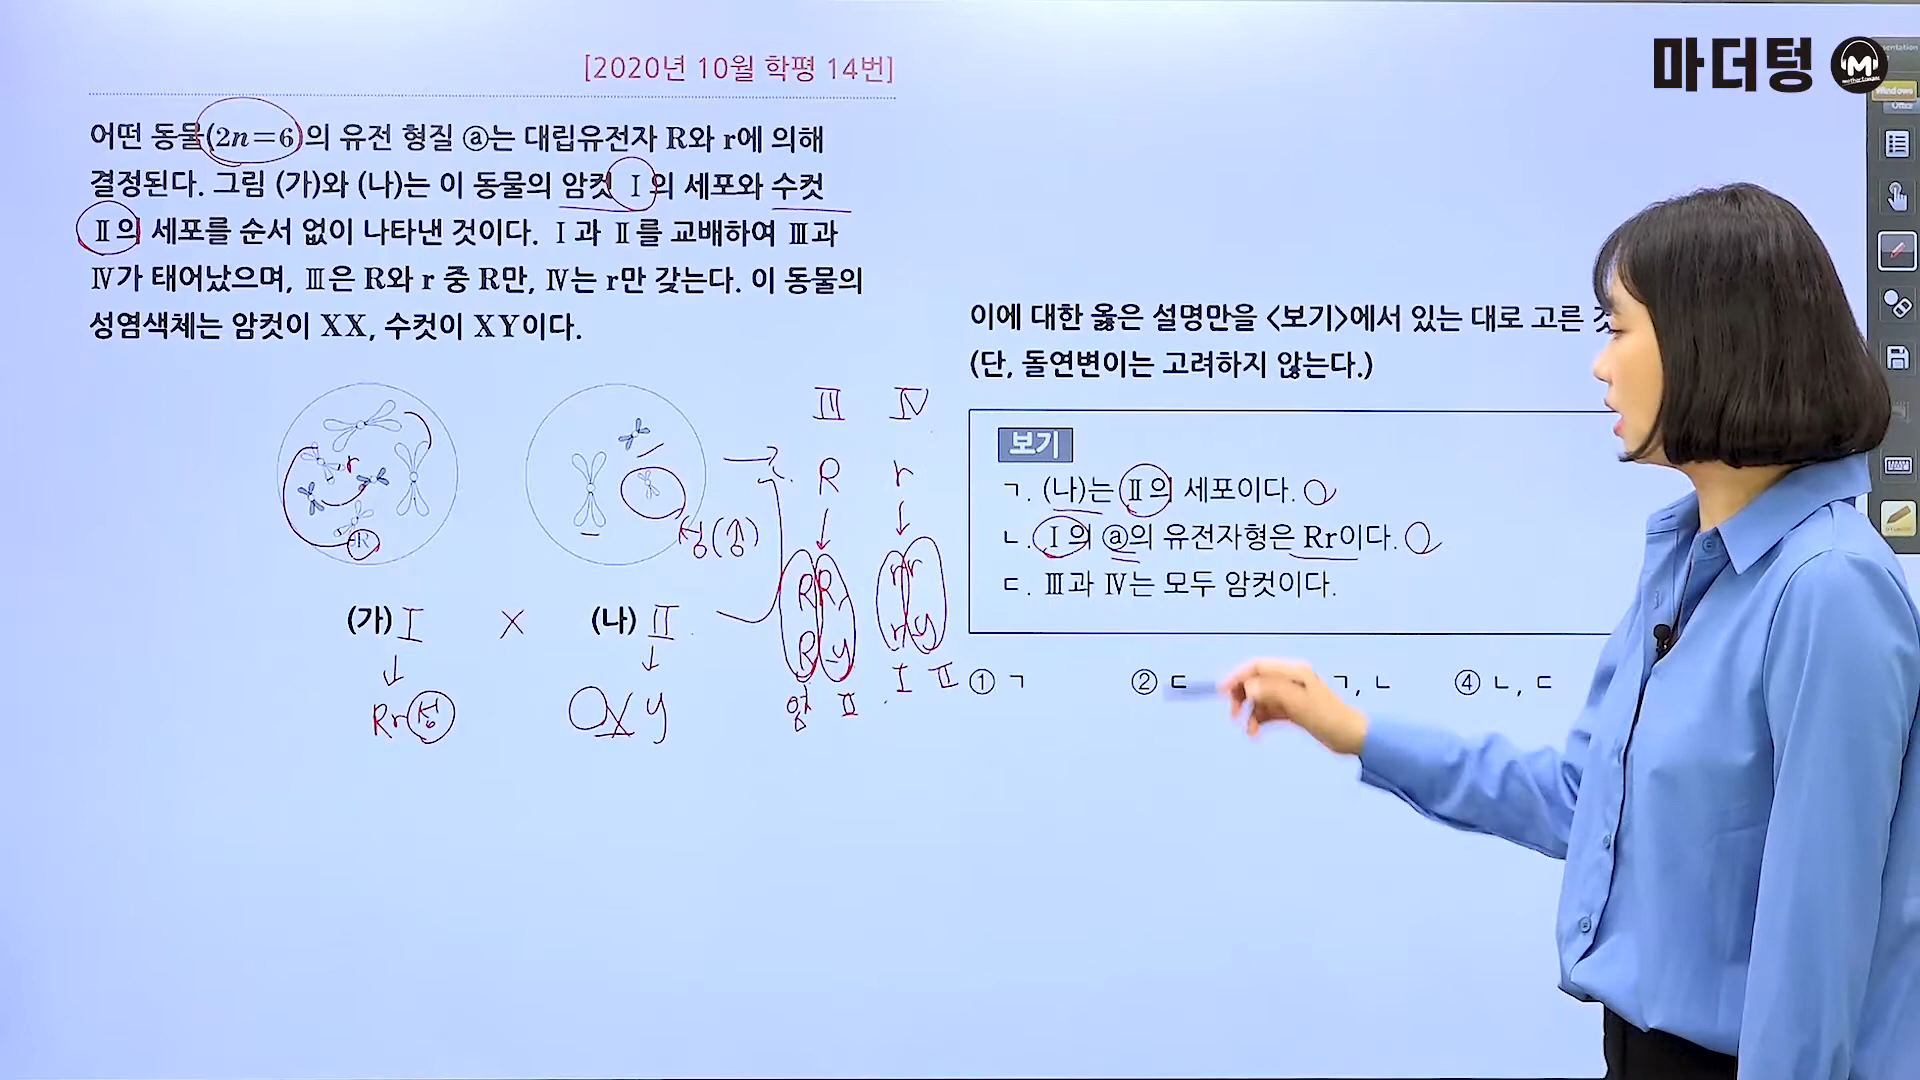 마더텅
[2020년 10월 학평 14번]
어떤 동물(2n=6)의 유전 형질 ⓐ는 대립유전자 R와 r에 의해
결정된다. 그림 (가)와 (나)는 이 동물의 암컷 Ⅰ의 세포와 수컷
Ⅱ의 세포를 순서 없이 나타낸 것이다. Ⅰ과 Ⅱ를 교배하여 Ⅲ과
Ⅳ가 태어났으며, Ⅲ은 R와 r 중 R만, Ⅳ는 r만 갖는다. 이 동물의
성염색체는 암컷이 XX, 수컷이 XY이다.
r
R
성(상)
(가) Ⅰ × (나) Ⅱ
Rr 성
X y
Ⅲ Ⅳ
R r
R R r r
R y r y
암 Ⅱ Ⅰ Ⅱ
이에 대한 옳은 설명만을 <보기>에서 있는 대로 고른
(단, 돌연변이는 고려하지 않는다.)
보기
ㄱ. (나)는 Ⅱ의 세포이다. O
ㄴ. Ⅰ의 ⓐ의 유전자형은 Rr이다. O
ㄷ. Ⅲ과 Ⅳ는 모두 암컷이다.
① ㄱ ② ㄷ ㄱ, ㄴ ④ ㄴ, ㄷ